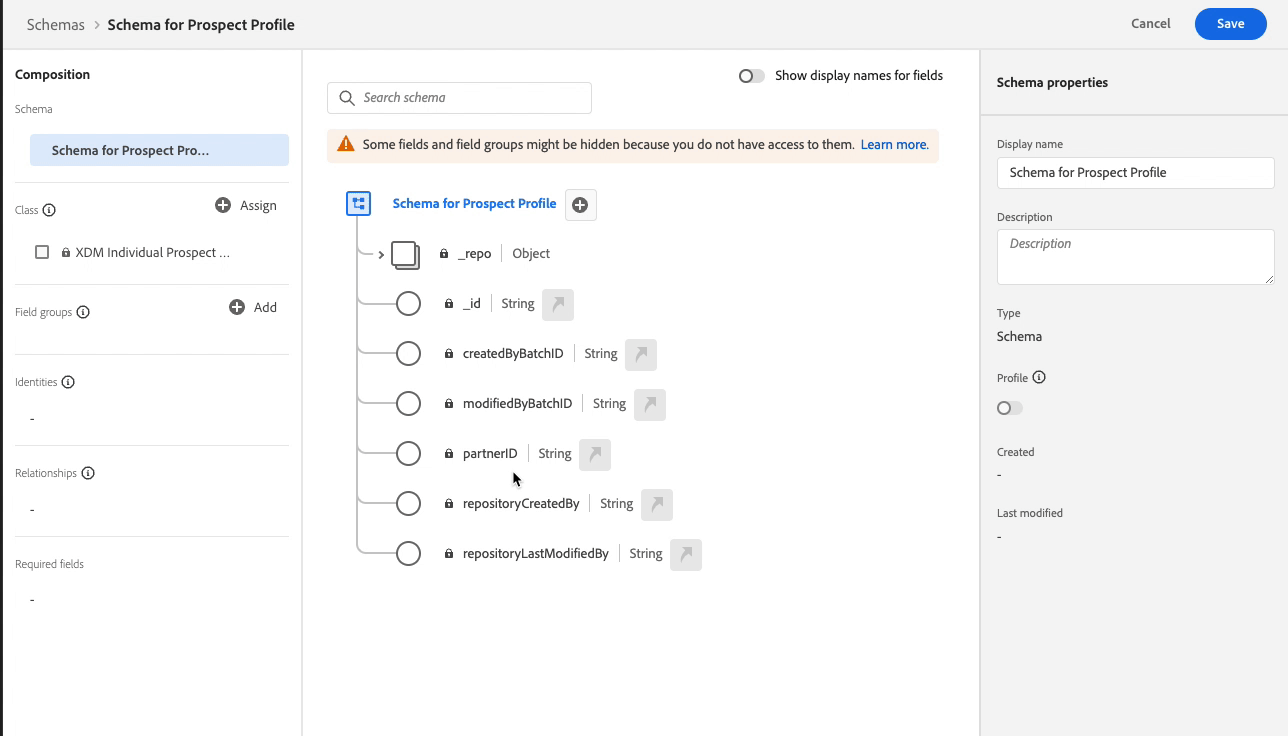 Schemas > Schema for Prospect Profile
Cancel
Save
Composition
Schema
Schema for Prospect Pro...
Class
Assign
XDM Individual Prospect ...
Field groups
Add
Identities
-
Relationships
-
Required fields
-
Show display names for fields
Search schema
Some fields and field groups might be hidden because you do not have access to them. Learn more.
Schema for Prospect Profile
_repo | Object
_id | String
createdByBatchID | String
modifiedByBatchID | String
partnerID | String
repositoryCreatedBy | String
repositoryLastModifiedBy | String
Schema properties
Display name
Schema for Prospect Profile
Description
Description
Type
Schema
Profile
Created
-
Last modified
-